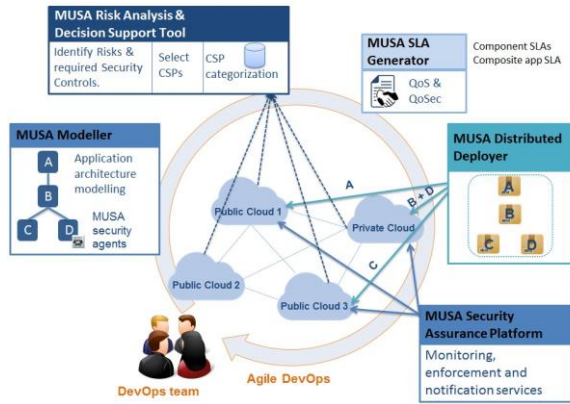 MUSA Risk Analysis &
Decision Support Tool
Identify Risks &
required Security
Controls.
Select
CSPs
CSP
categorization
MUSA SLA
Generator
QoS &
QoSec
Component SLAs
Composite app SLA
MUSA Modeller
A
B
C
D
Application
architecture
modelling
MUSA
security
agents
MUSA Distributed
Deployer
A
B
C
D
A
B + D
C
Public Cloud 1
Private Cloud
Public Cloud 2
Public Cloud 3
MUSA Security
Assurance Platform
Monitoring,
enforcement and
notification services
DevOps team
Agile DevOps